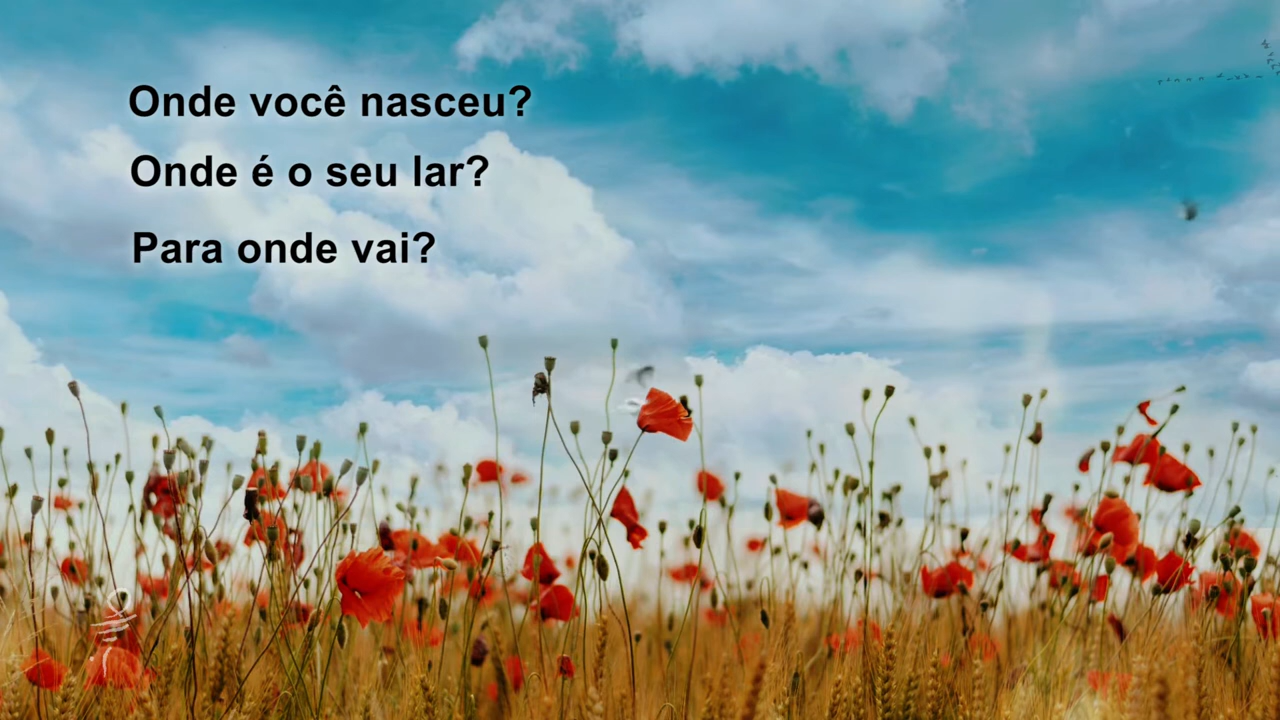 Onde você nasceu?
Onde é o seu lar?
Para onde vai?